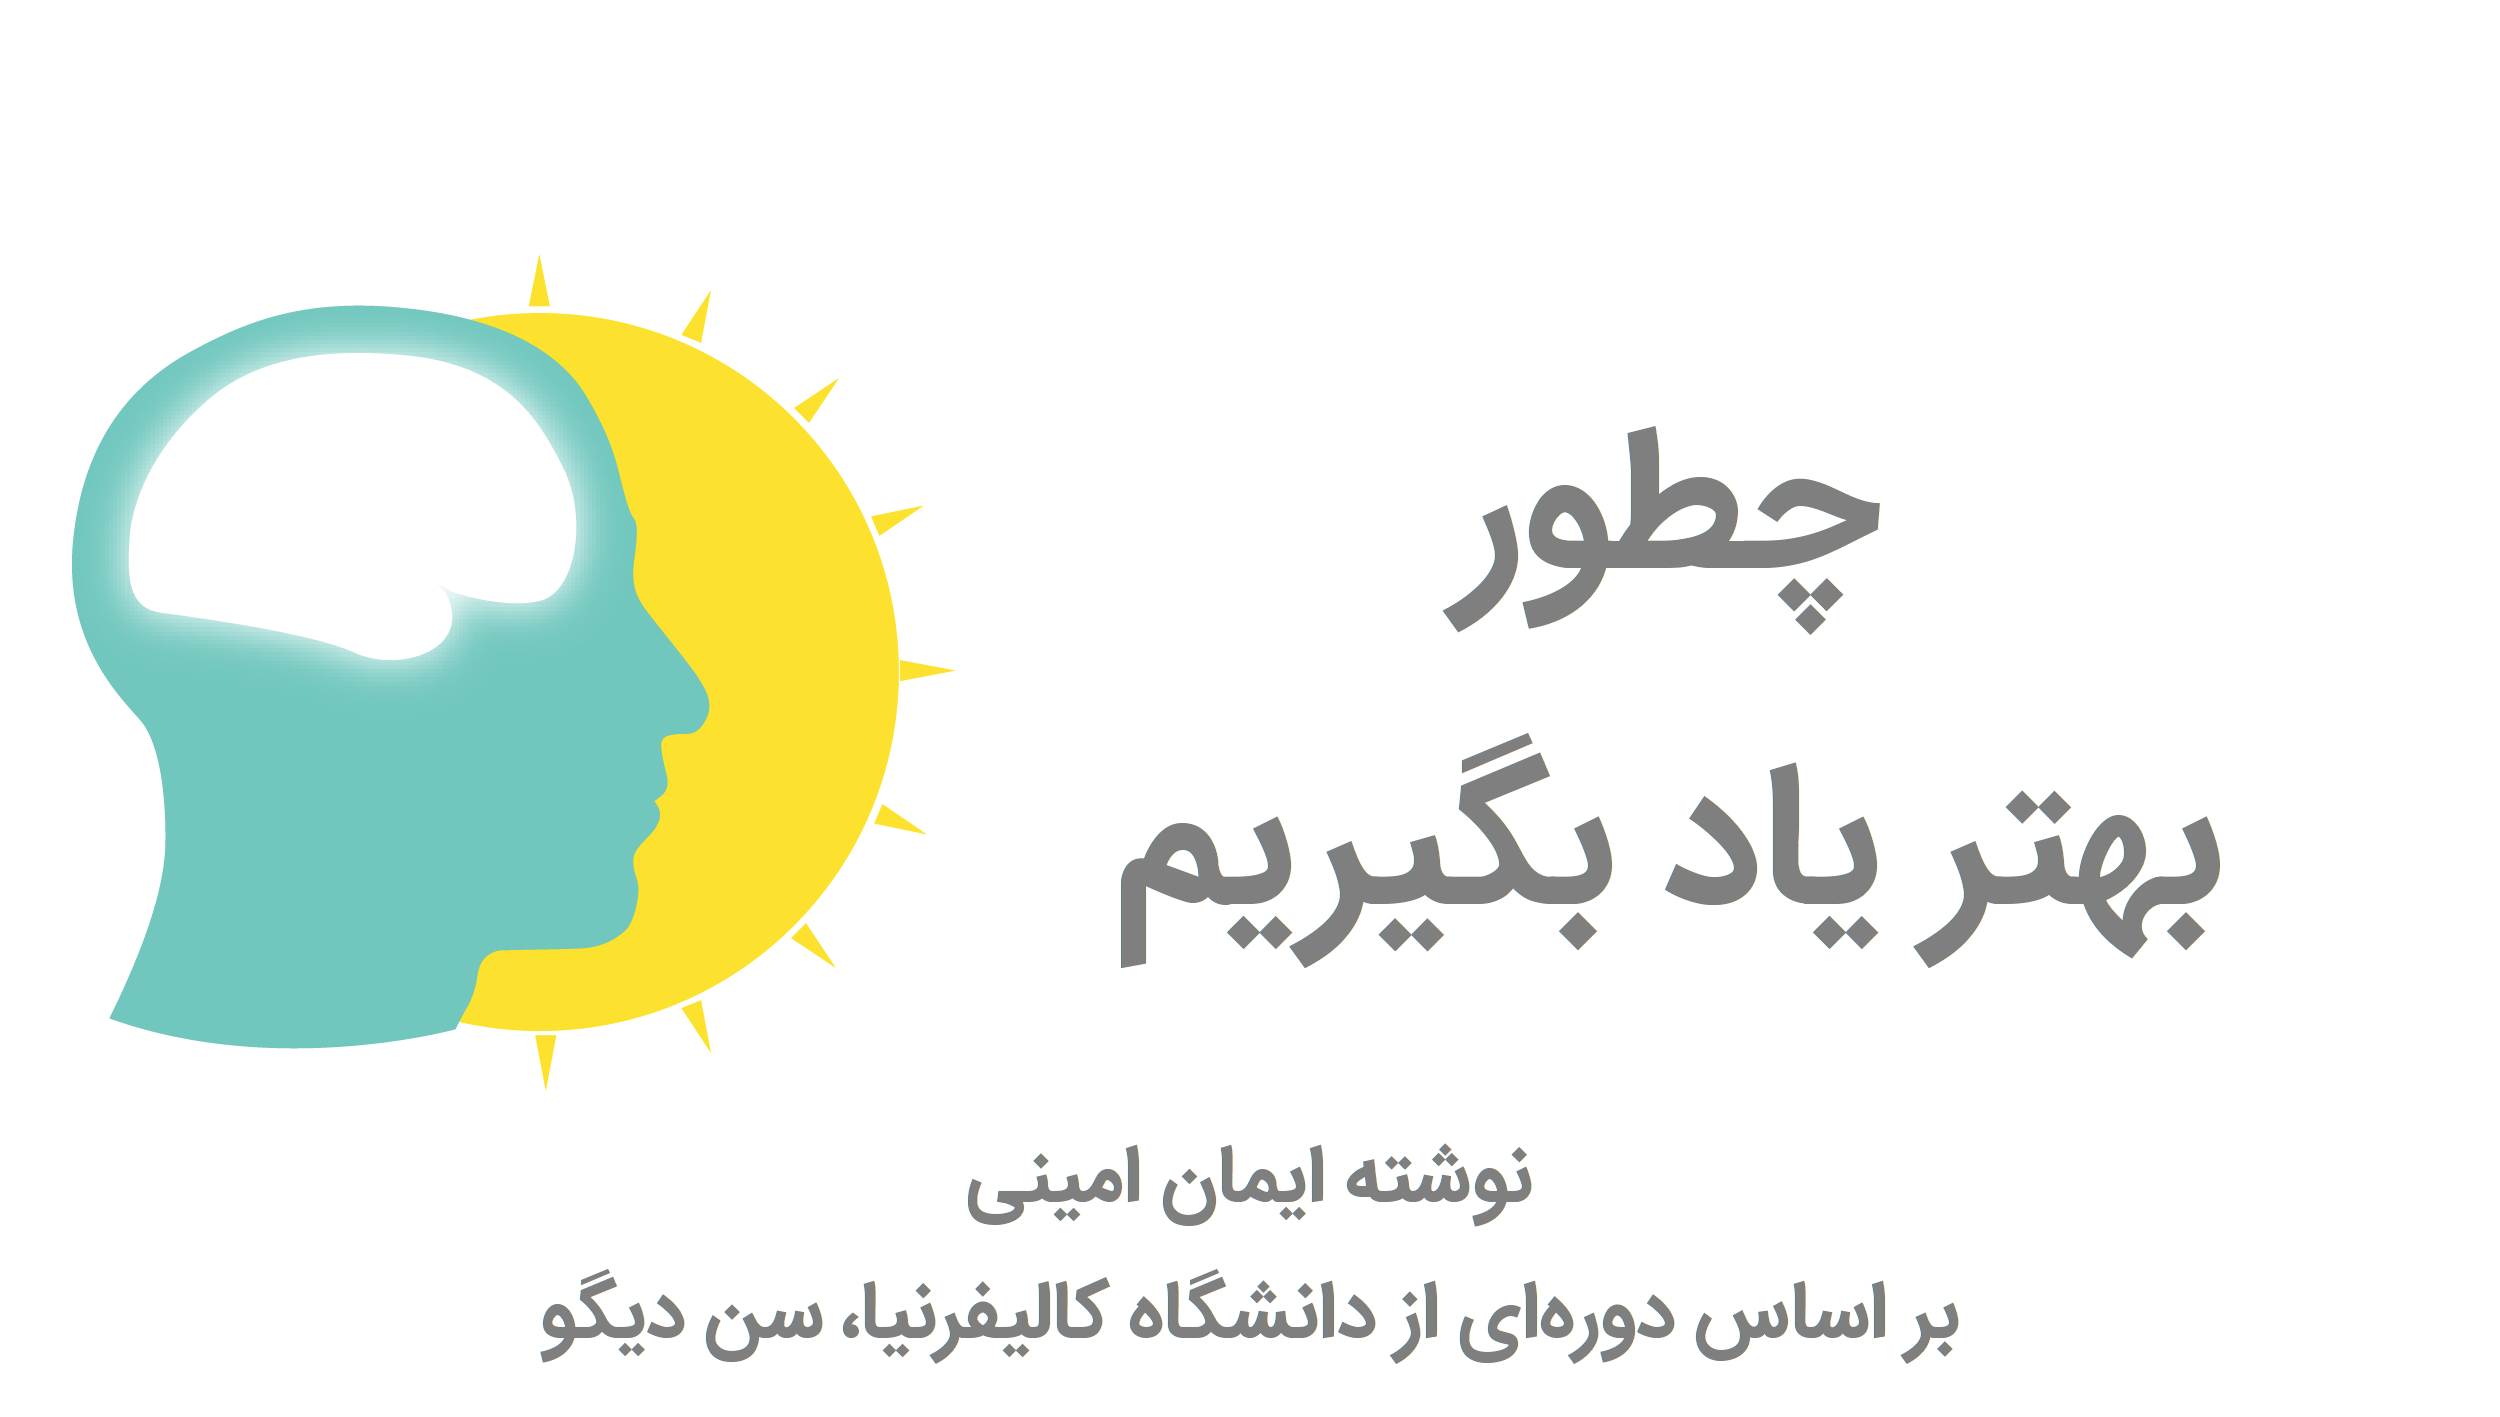 چطور
بهتر یاد بگیریم
نوشته ایمان امینی
بر اساس دوره‌ای از دانشگاه کالیفرنیا، سن دیگو